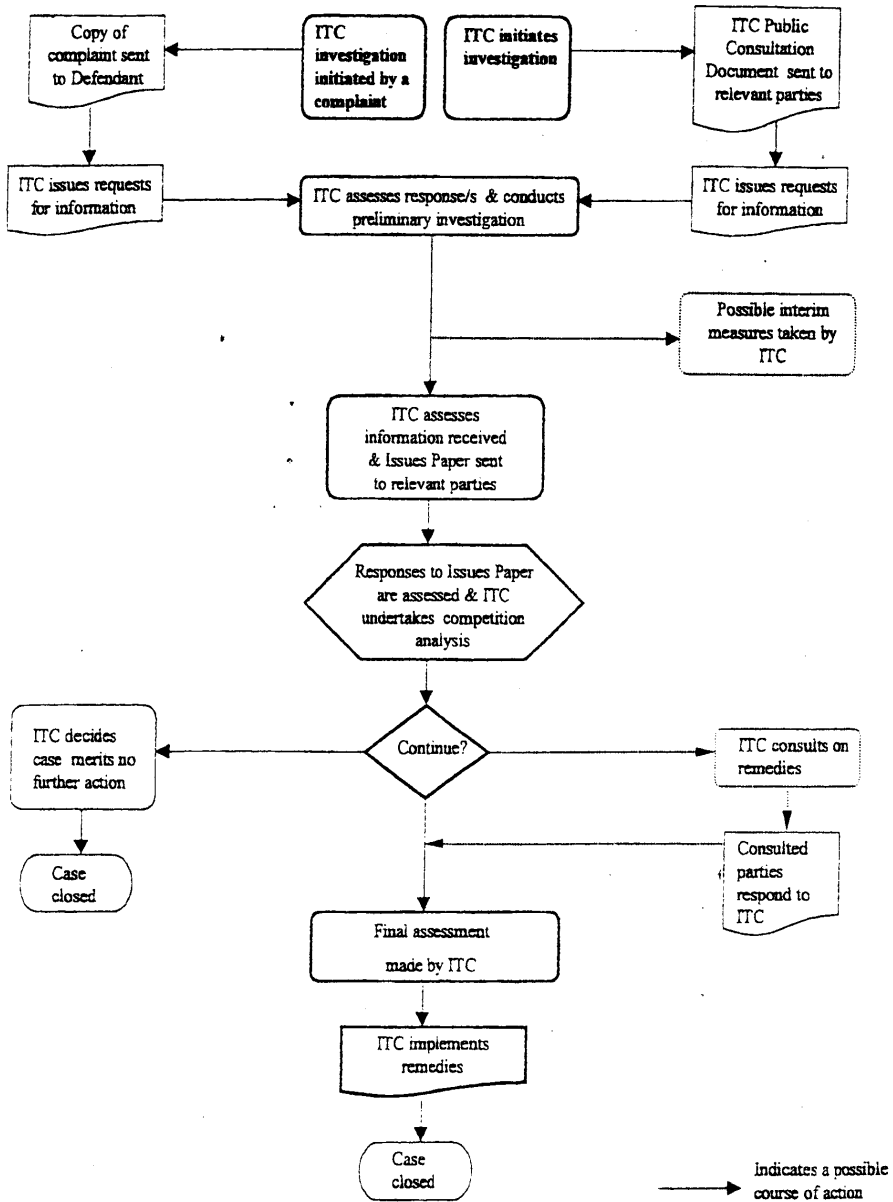 Copy of
complaint sent
to Defendant
ITC
investigation
initiated by a
complaint
ITC initiates
investigation
ITC Public
Consultation
Document sent to
relevant parties
ITC issues requests
for information
ITC assesses response/s & conducts
preliminary investigation
ITC issues requests
for information
Possible interim
measures taken by
ITC
ITC assesses
information received
& Issues Paper sent
to relevant parties
Responses to Issues Paper
are assessed & ITC
undertakes competition
analysis
ITC decides
case merits no
further action
Continue?
ITC consults on
remedies
Case
closed
Consulted
parties
respond to
ITC
Final assessment
made by ITC
ITC implements
remedies
Case
closed
Indicates a possible
course of action